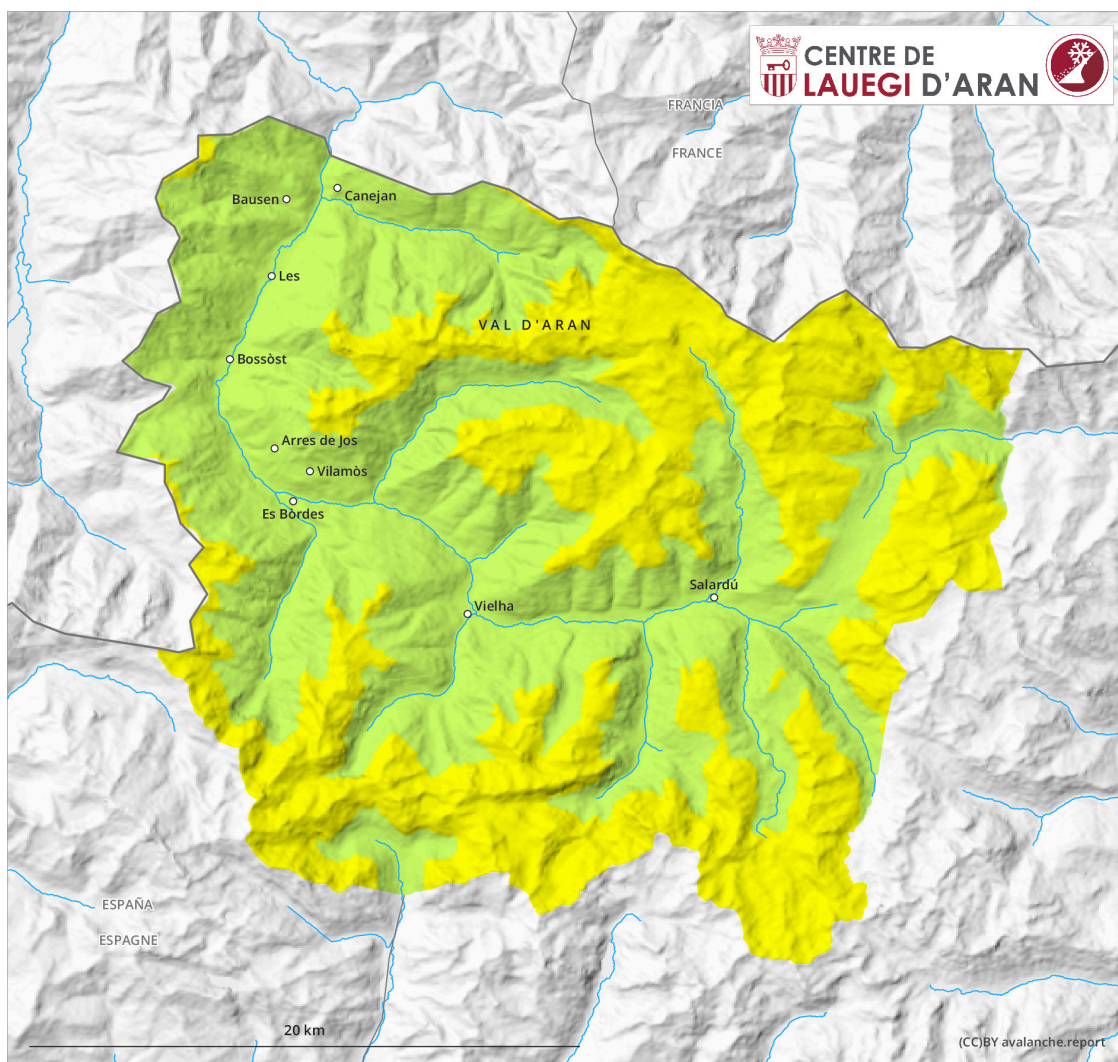 CENTRE DE
LAUEGI D'ARAN
FRANCIA
FRANCE
Bausen
Canejan
Les
VAL D'ARAN
Bossòst
Arres de Jos
Vilamòs
Es Bòrdes
Salardú
Vielha
ESPAÑA
ESPAGNE
20 km
(CC)BY avalanche.report